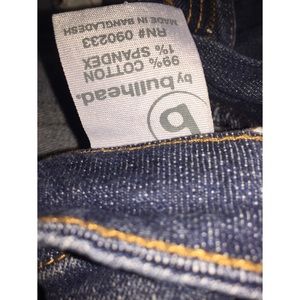 b
by bullhead.
99% COTTON
1% SPANDEX
RN# 090233
MADE IN BANGLADESH